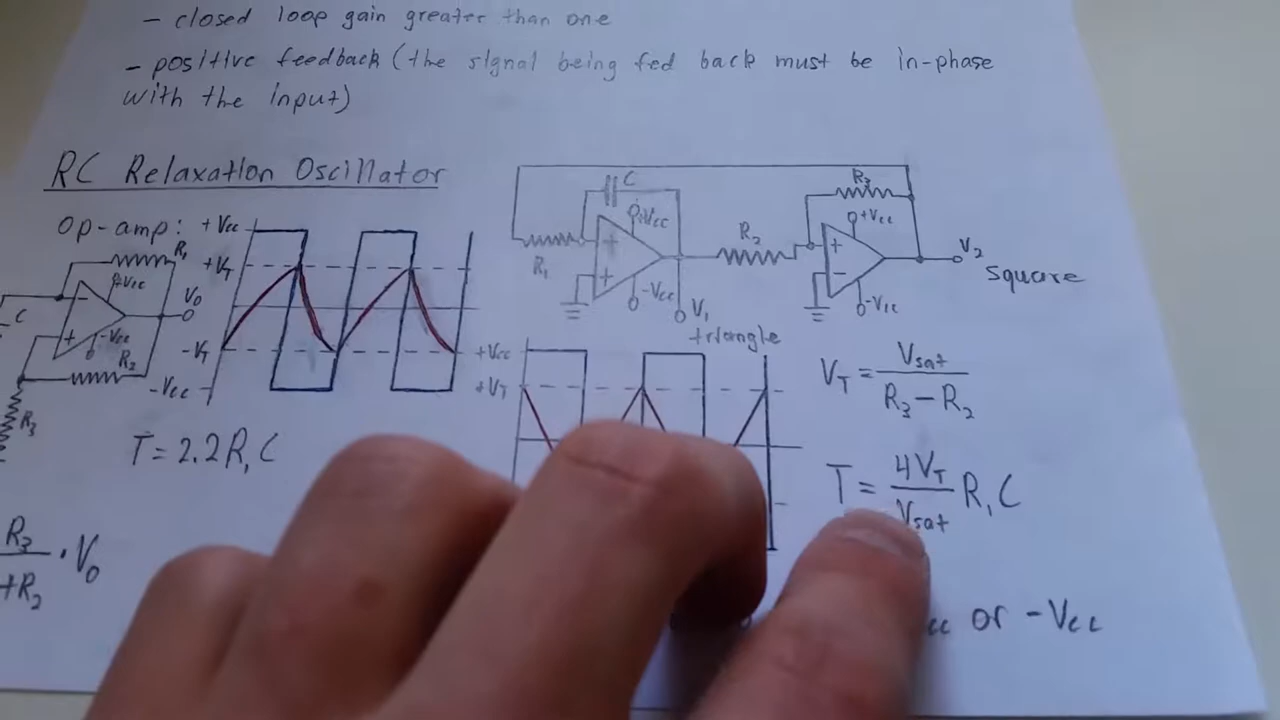 - closed loop gain greater than one
- positive feedback (the signal being fed back must be in-phase
with the input)
RC Relaxation Oscillator
Op-amp:
+Vcc
+VT
-VT
-Vcc
R1
+Vcc
C
-
+
-Vcc
V0
R2
R3
T = 2.2R1C
R3
+R2
· V0
C
+Vcc
R1
+
+
-Vcc
V1
triangle
R2
R3
+Vcc
+
-
-Vcc
V2
square
+Vcc
+VT
VT = Vsat
R3 - R2
T = 4VT
Vsat
R1C
cc or -Vcc